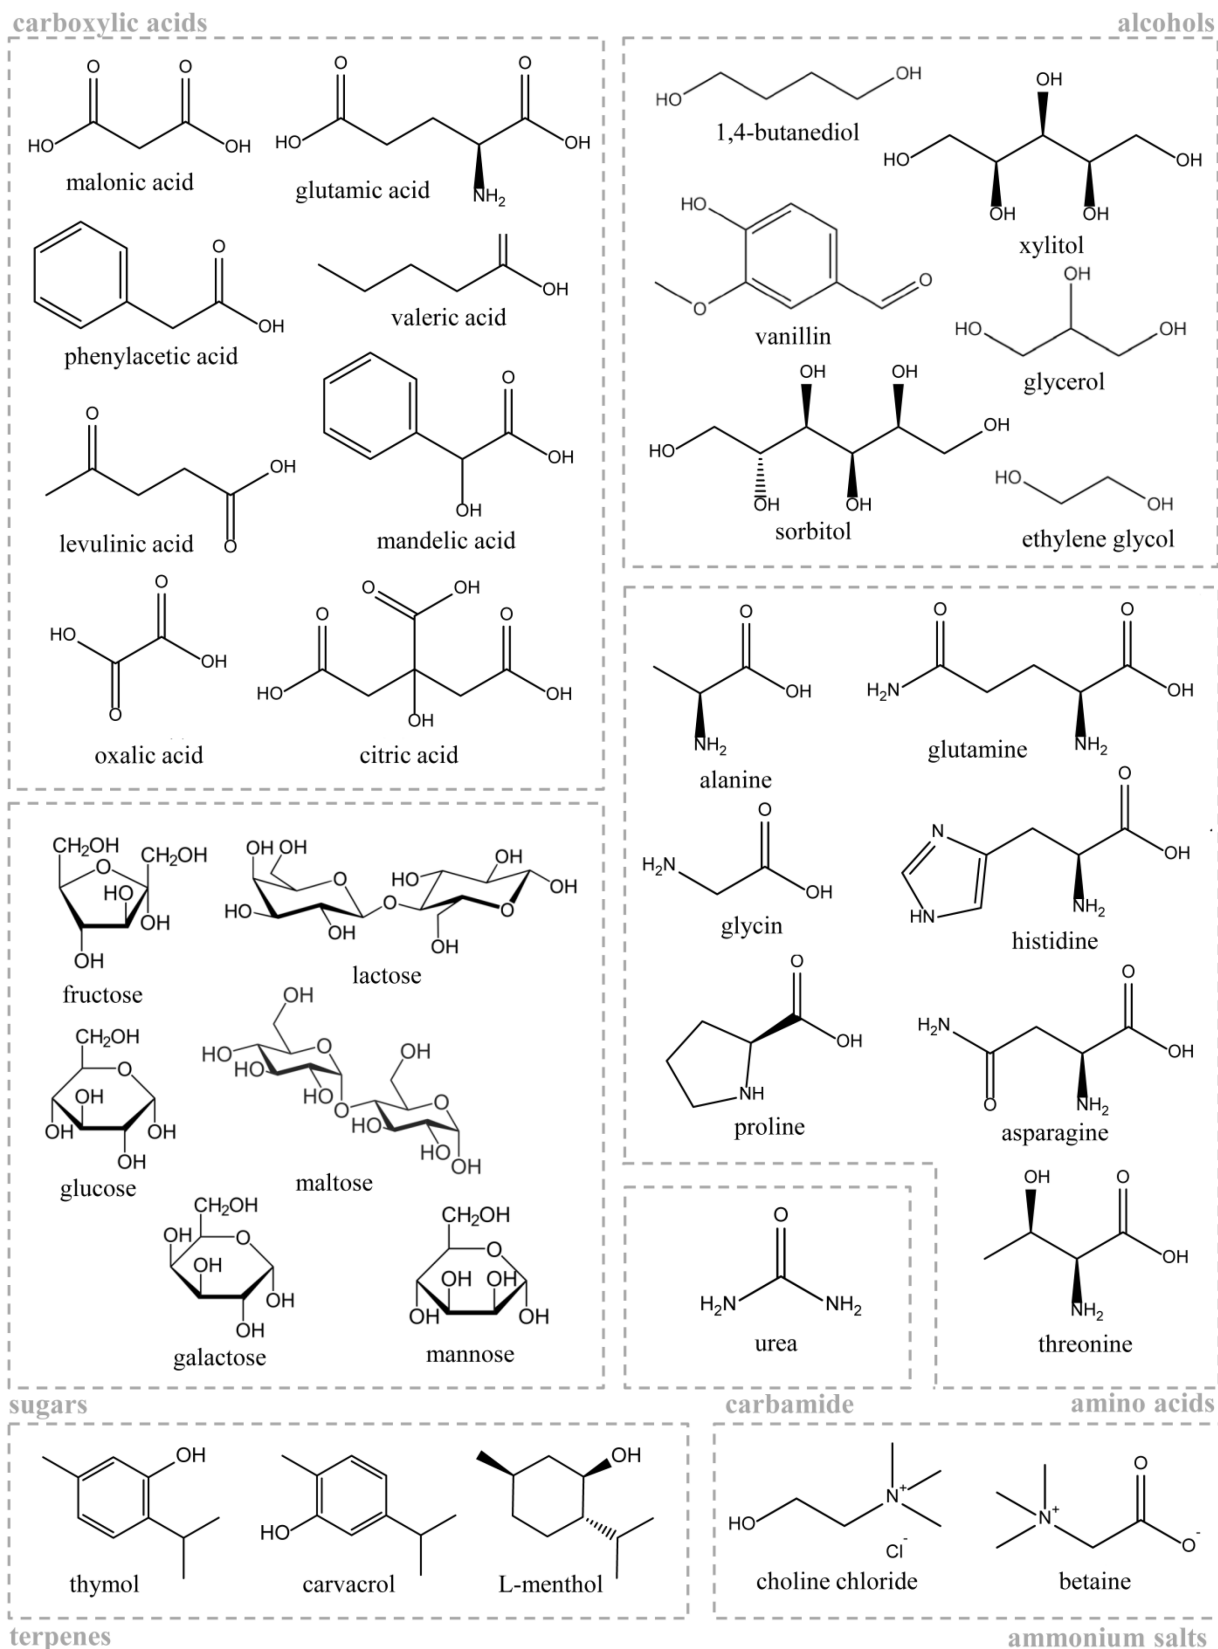 carboxylic acids
alcohols
O
O
HO
OH
malonic acid
O
O
HO
OH
NH2
glutamic acid
O
OH
phenylacetic acid
OH
valeric acid
O
OH
O
levulinic acid
O
OH
OH
mandelic acid
O
HO
OH
O
oxalic acid
O
OH
O
O
HO
OH
OH
citric acid
HO
OH
1,4-butanediol
OH
HO
OH
OH
OH
xylitol
HO
O
O
vanillin
OH
HO
OH
glycerol
OH
OH
HO
OH
OH
OH
sorbitol
HO
OH
ethylene glycol
O
OH
NH2
alanine
O
O
H2N
OH
NH2
glutamine
O
H2N
OH
glycin
O
N
OH
HN
NH2
histidine
O
OH
NH
proline
O
H2N
OH
O
NH2
asparagine
OH
O
OH
NH2
threonine
CH2OH
O
CH2OH
HO
OH
OH
fructose
OH
OH
OH
O
HO
OH
HO
O
O
OH
OH
lactose
CH2OH
O
OH
OH
OH
OH
glucose
OH
HO
O
OH
HO
HO
O
O
HO
HO
OH
maltose
CH2OH
OH
O
OH
OH
OH
galactose
CH2OH
O
OH
OH
OH
OH
mannose
O
H2N
NH2
urea
sugars
carbamide
amino acids
OH
thymol
HO
carvacrol
OH
L-menthol
N+
HO
Cl-
choline chloride
O
N+
O-
betaine
terpenes
ammonium salts